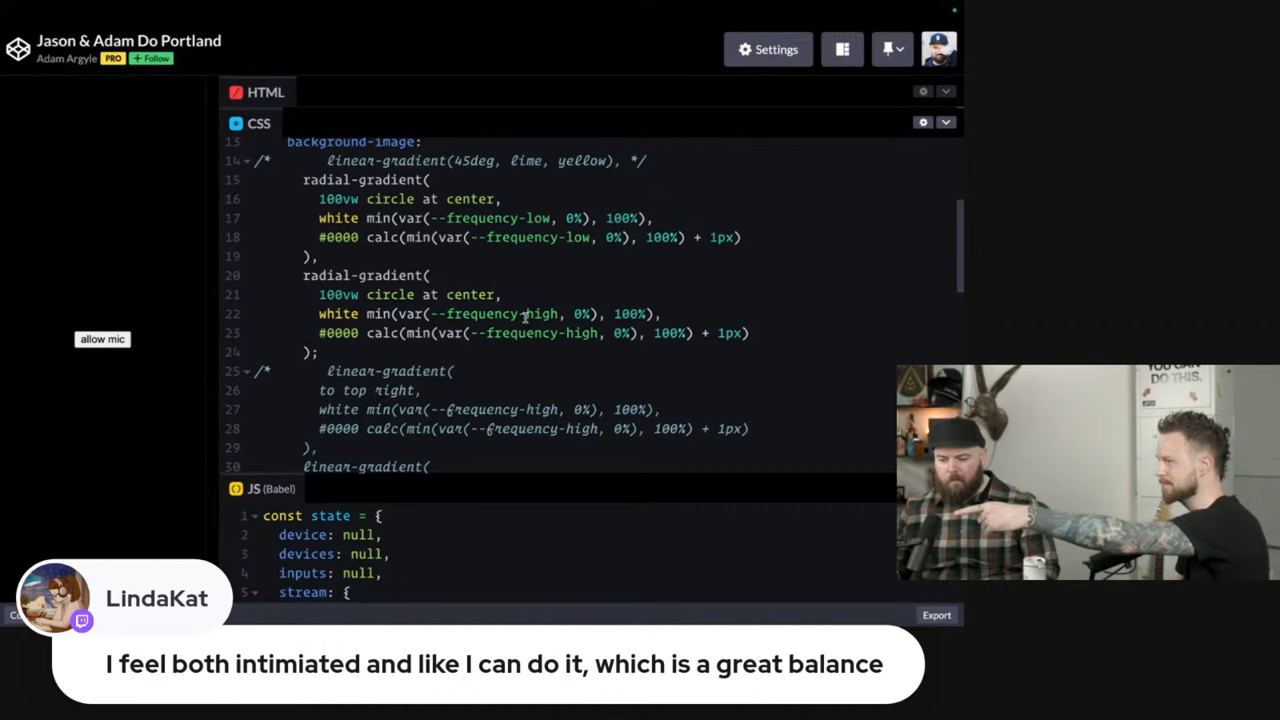 Jason & Adam Do Portland
Adam Argyle PRO + Follow
Settings
HTML
CSS
13 background-image:
14 /* linear-gradient(45deg, lime, yellow), */
15 radial-gradient(
16 100vw circle at center,
17 white min(var(--frequency-low, 0%), 100%),
18 #0000 calc(min(var(--frequency-low, 0%), 100%) + 1px)
19 ),
20 radial-gradient(
21 100vw circle at center,
22 white min(var(--frequency-high, 0%), 100%),
23 #0000 calc(min(var(--frequency-high, 0%), 100%) + 1px)
24 );
25 /* linear-gradient(
26 to top right,
27 white min(var(--frequency-high, 0%), 100%),
28 #0000 calc(min(var(--frequency-high, 0%), 100%) + 1px)
29 ),
30 linear-gradient(
allow mic
JS (Babel)
1 const state = {
2 device: null,
3 devices: null,
4 inputs: null,
5 stream: {
Export
YOU CAN
DO THIS.
LindaKat
I feel both intimiated and like I can do it, which is a great balance